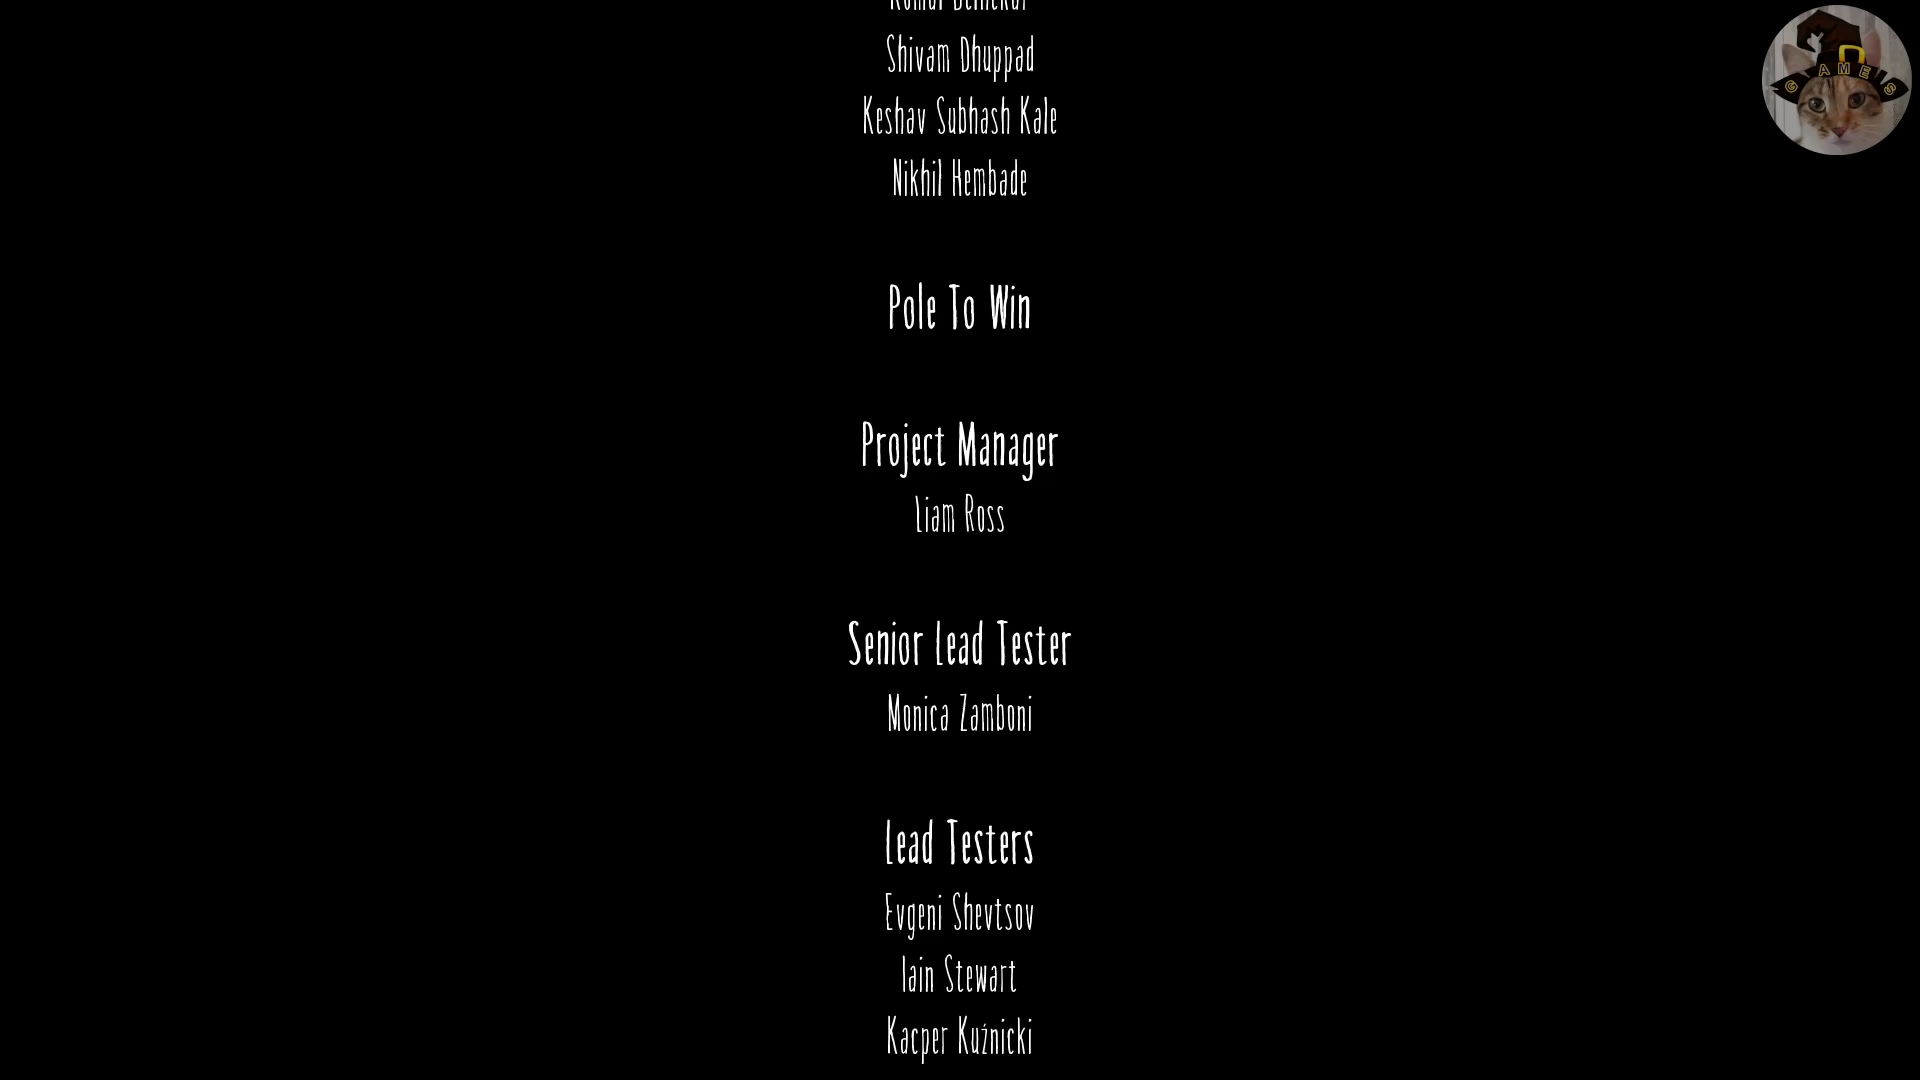 Shivam Dhuppad
Keshav Subhash Kale
Nikhil Hembade
Pole To Win
Project Manager
Liam Ross
Senior Lead Tester
Monica Zamboni
Lead Testers
Evgeni Shevtsov
Iain Stewart
Kacper Kuźnicki
GAMES